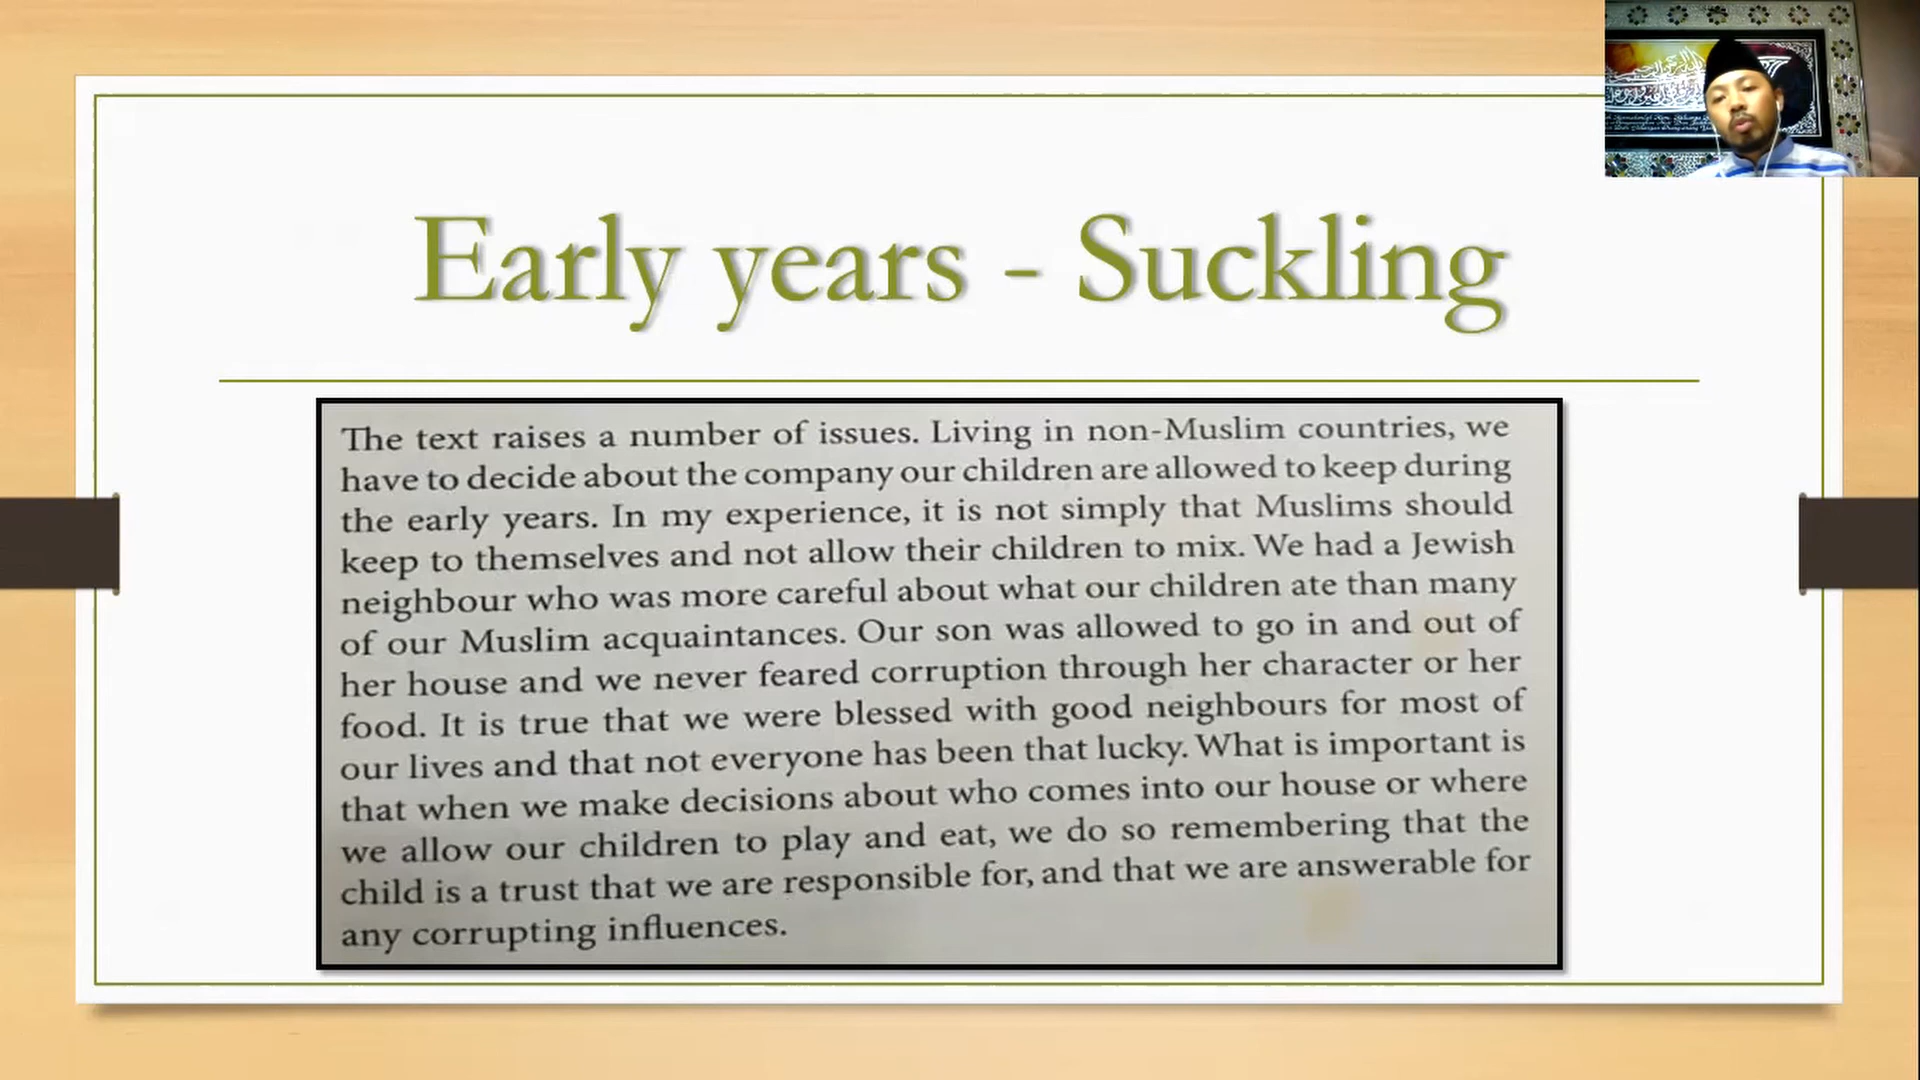 Early years - Suckling
The text raises a number of issues. Living in non-Muslim countries, we
have to decide about the company our children are allowed to keep during
the early years. In my experience, it is not simply that Muslims should
keep to themselves and not allow their children to mix. We had a Jewish
neighbour who was more careful about what our children ate than many
of our Muslim acquaintances. Our son was allowed to go in and out of
her house and we never feared corruption through her character or her
food. It is true that we were blessed with good neighbours for most of
our lives and that not everyone has been that lucky. What is important is
that when we make decisions about who comes into our house or where
we allow our children to play and eat, we do so remembering that the
child is a trust that we are responsible for, and that we are answerable for
any corrupting influences.